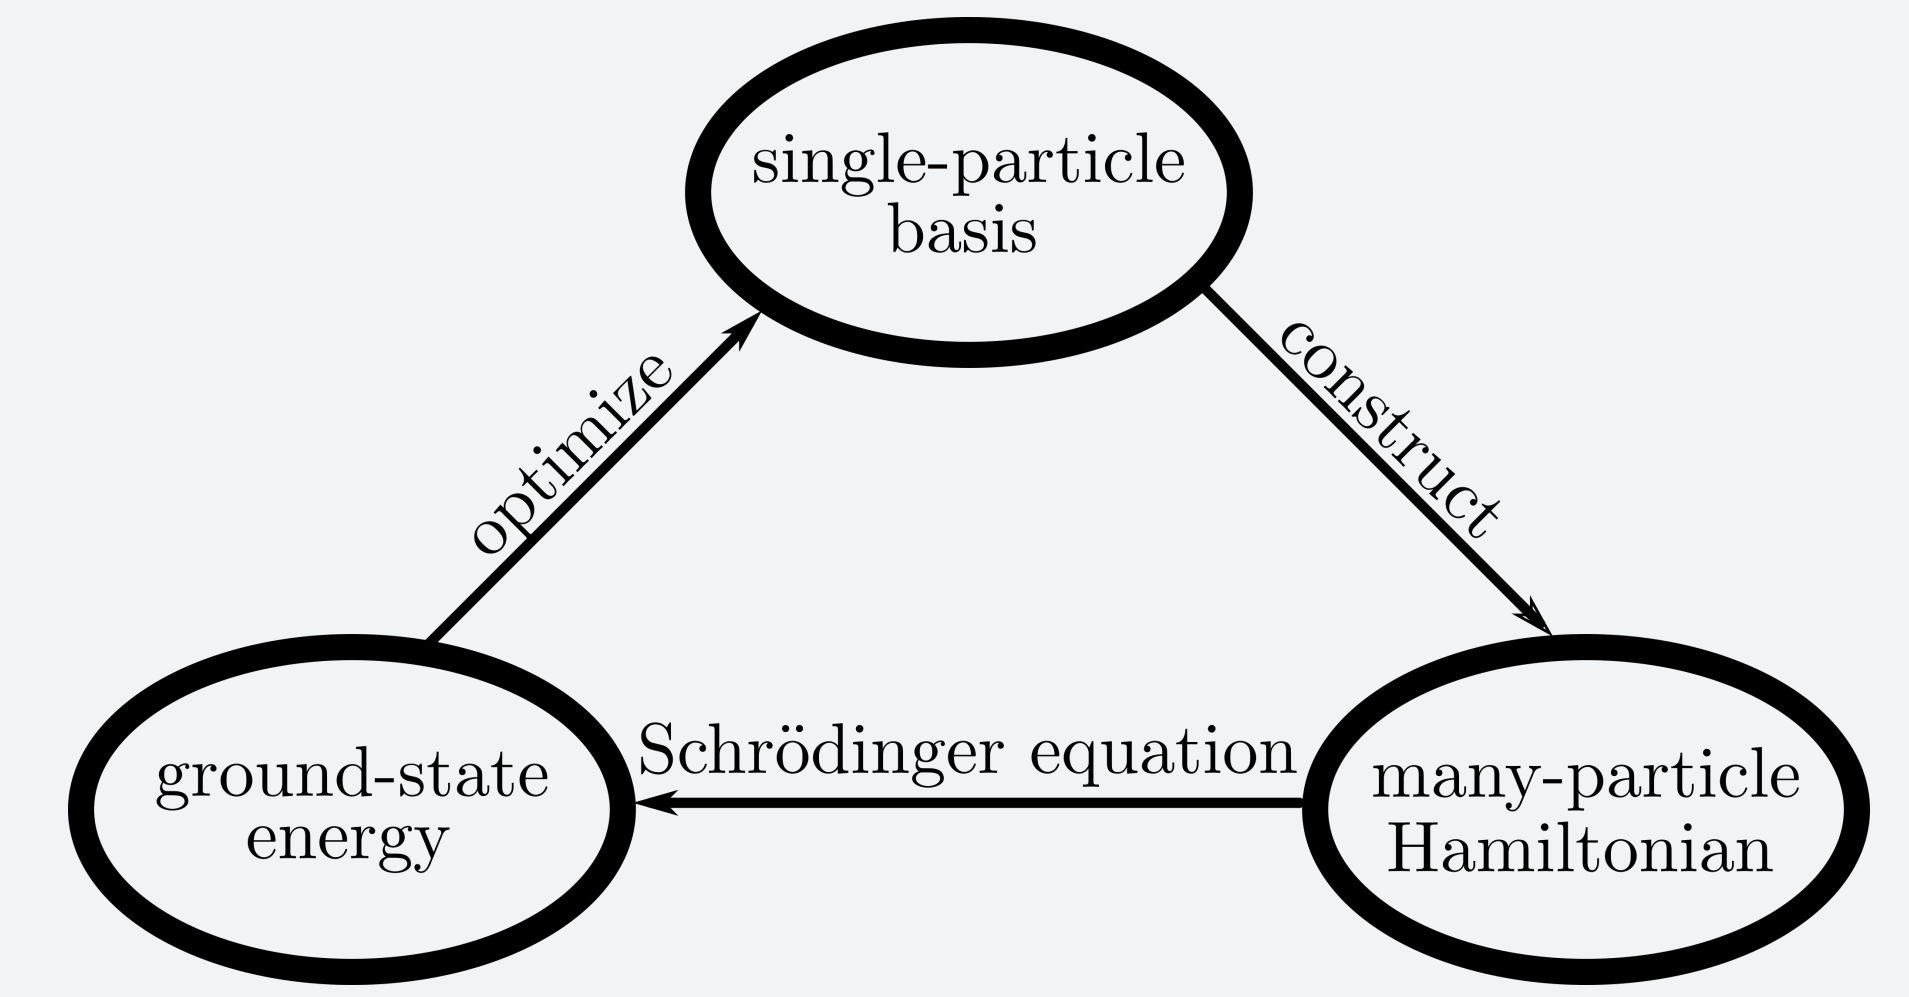 single-particle
basis
optimize
construct
Schrödinger equation
ground-state
energy
many-particle
Hamiltonian